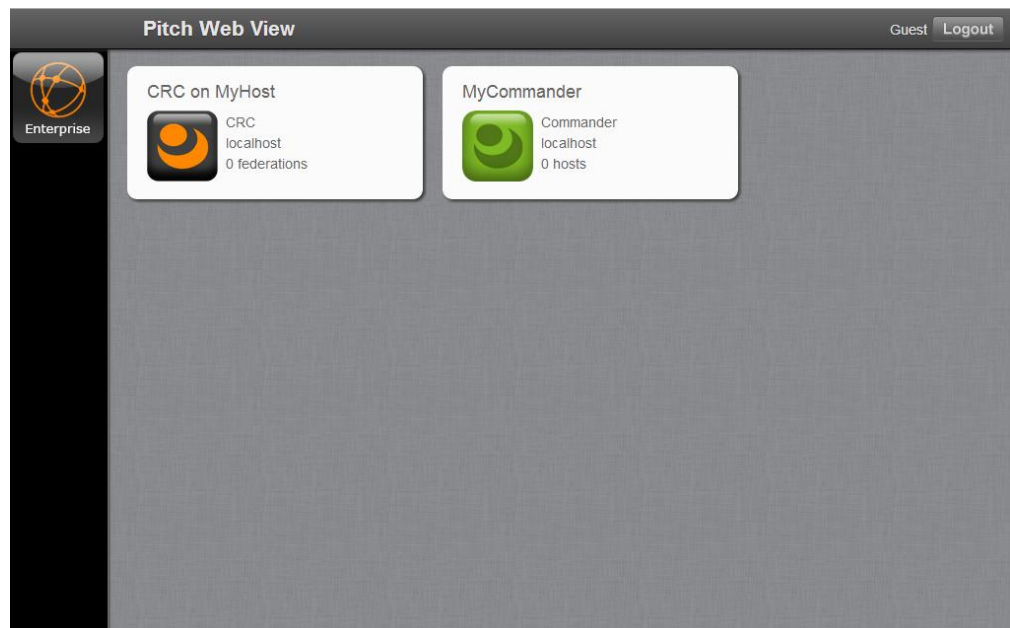 Pitch Web View
Guest Logout
Enterprise
CRC on MyHost
CRC
localhost
0 federations
MyCommander
Commander
localhost
0 hosts